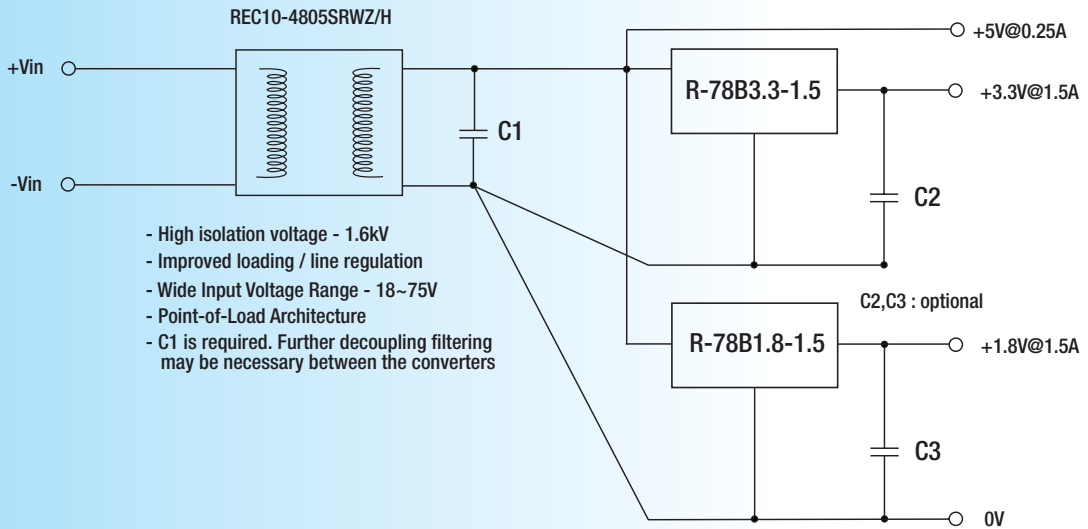 REC10-4805SRWZ/H
+5V@0.25A
+Vin
R-78B3.3-1.5
+3.3V@1.5A
C1
-Vin
C2
- High isolation voltage - 1.6kV
- Improved loading / line regulation
- Wide Input Voltage Range - 18~75V
- Point-of-Load Architecture
- C1 is required. Further decoupling filtering
may be necessary between the converters
C2,C3 : optional
R-78B1.8-1.5
+1.8V@1.5A
C3
0V